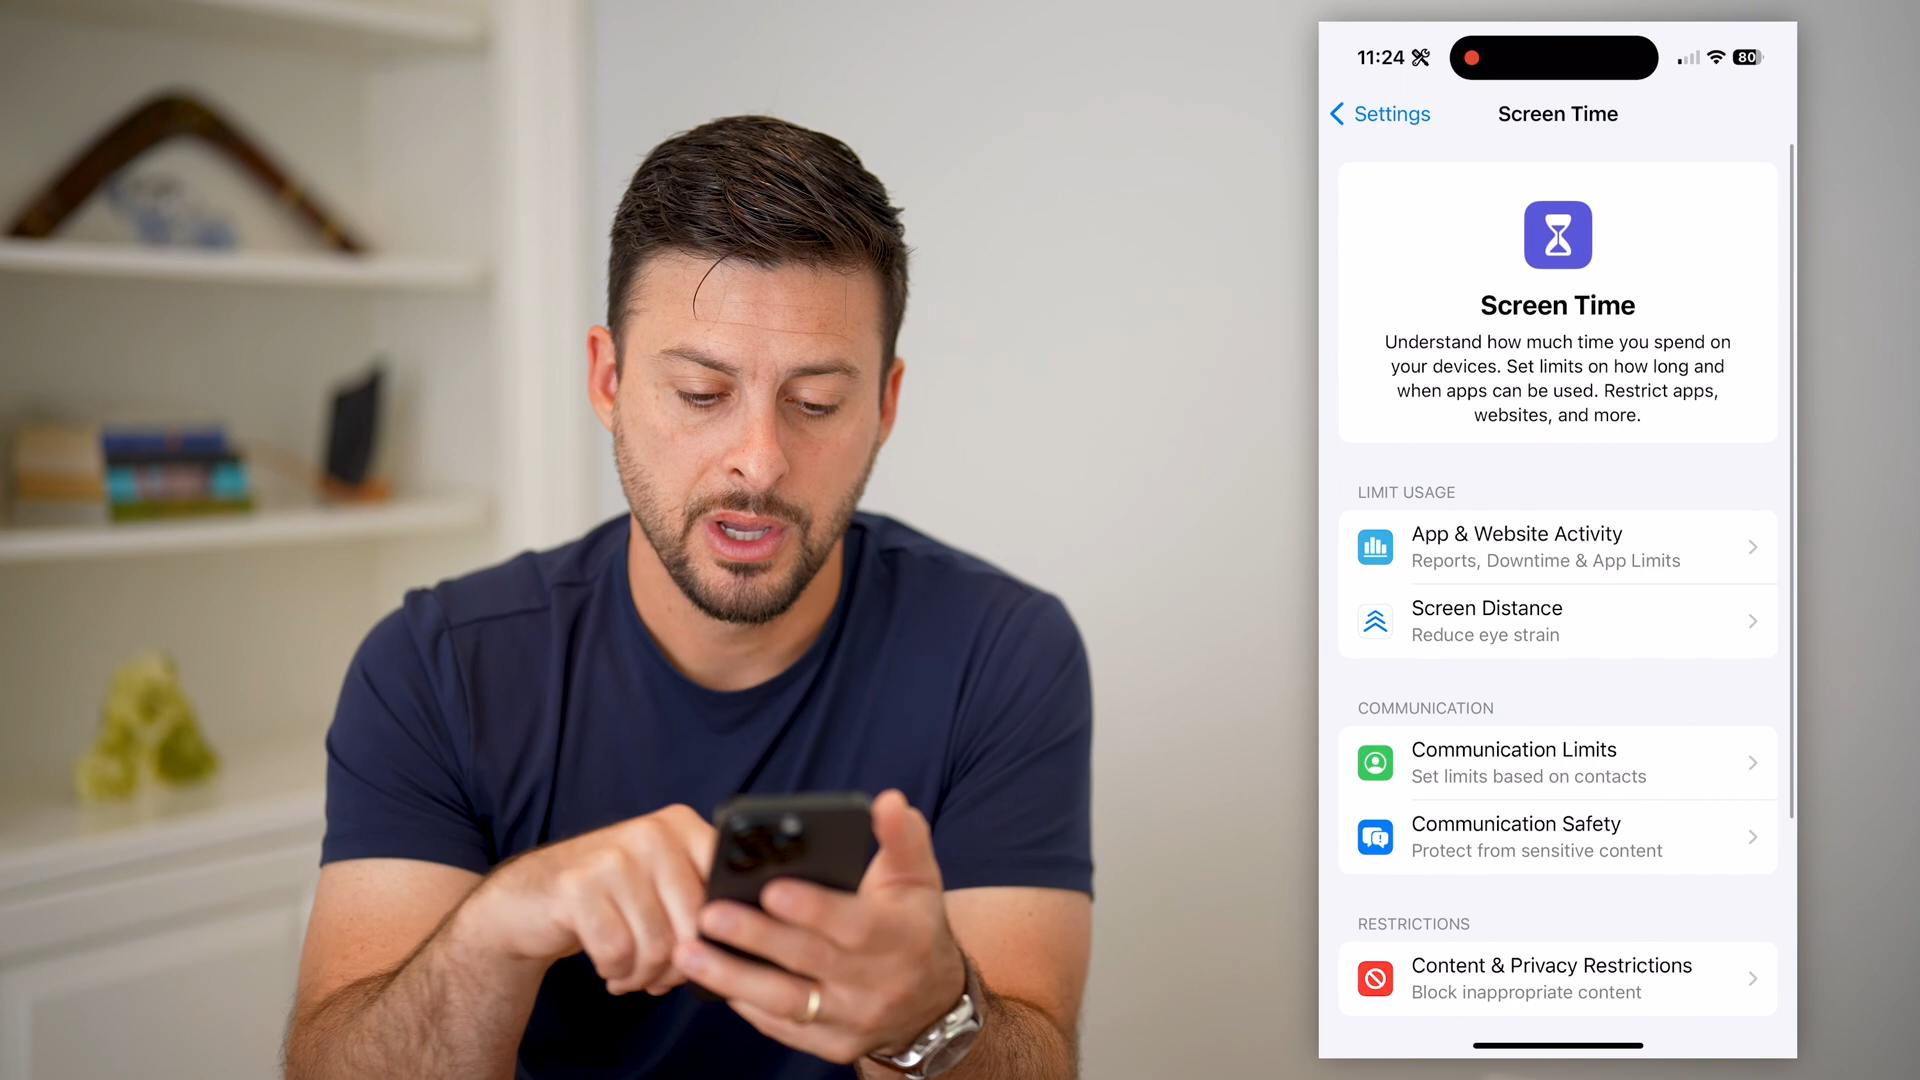 11:24
80
Settings
Screen Time
Screen Time
Understand how much time you spend on
your devices. Set limits on how long and
when apps can be used. Restrict apps,
websites, and more.
LIMIT USAGE
App & Website Activity
Reports, Downtime & App Limits
Screen Distance
Reduce eye strain
COMMUNICATION
Communication Limits
Set limits based on contacts
Communication Safety
Protect from sensitive content
RESTRICTIONS
Content & Privacy Restrictions
Block inappropriate content